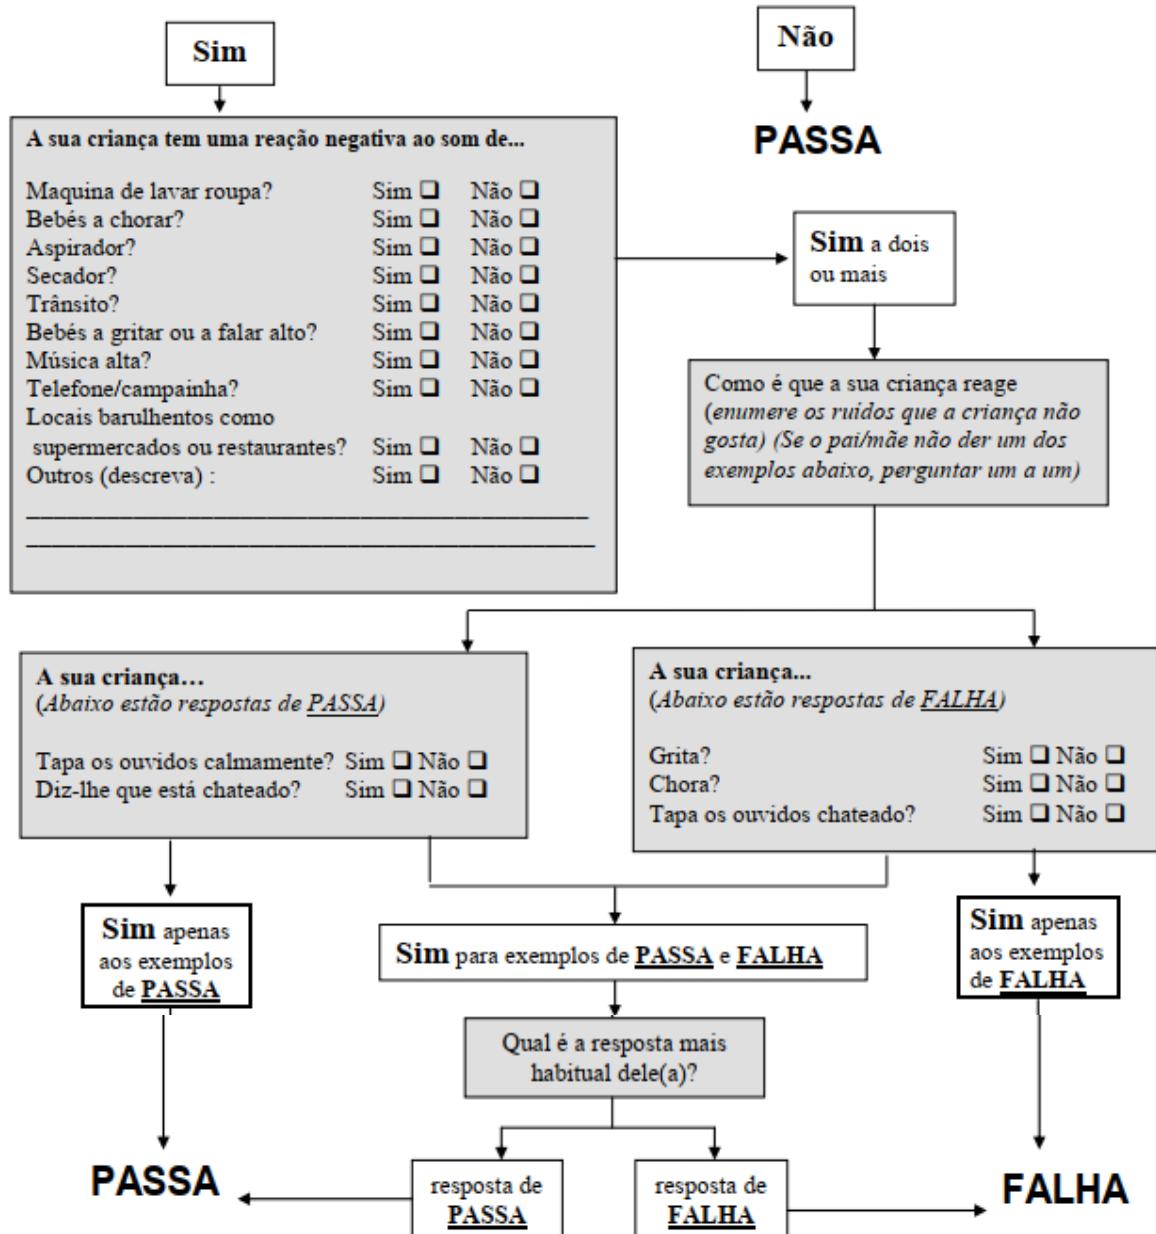 Sim
Não
PASSA
A sua criança tem uma reação negativa ao som de...
Maquina de lavar roupa? Sim ❑ Não ❑
Bebés a chorar? Sim ❑ Não ❑
Aspirador? Sim ❑ Não ❑
Secador? Sim ❑ Não ❑
Trânsito? Sim ❑ Não ❑
Bebés a gritar ou a falar alto? Sim ❑ Não ❑
Música alta? Sim ❑ Não ❑
Telefone/campainha? Sim ❑ Não ❑
Locais barulhentos como
supermercados ou restaurantes? Sim ❑ Não ❑
Outros (descreva) : Sim ❑ Não ❑
Sim a dois
ou mais
Como é que a sua criança reage
(enumere os ruídos que a criança não
gosta) (Se o pai/mãe não der um dos
exemplos abaixo, perguntar um a um)
A sua criança…
(Abaixo estão respostas de PASSA)
Tapa os ouvidos calmamente? Sim ❑ Não ❑
Diz-lhe que está chateado? Sim ❑ Não ❑
A sua criança...
(Abaixo estão respostas de FALHA)
Grita? Sim ❑ Não ❑
Chora? Sim ❑ Não ❑
Tapa os ouvidos chateado? Sim ❑ Não ❑
Sim apenas
aos exemplos
de PASSA
Sim para exemplos de PASSA e FALHA
Sim apenas
aos exemplos
de FALHA
Qual é a resposta mais
habitual dele(a)?
PASSA
resposta de
PASSA
resposta de
FALHA
FALHA